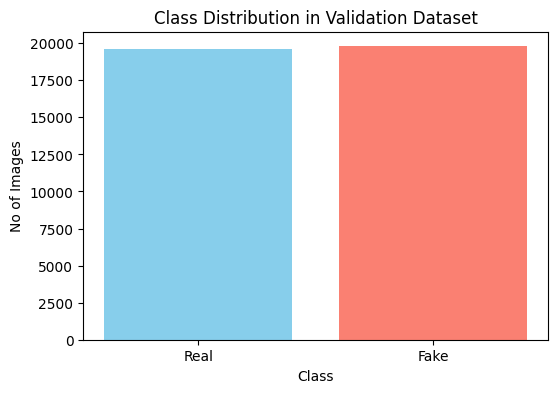 Class Distribution in Validation Dataset
20000
17500
15000
12500
10000
7500
5000
2500
0
No of Images
Real
Fake
Class